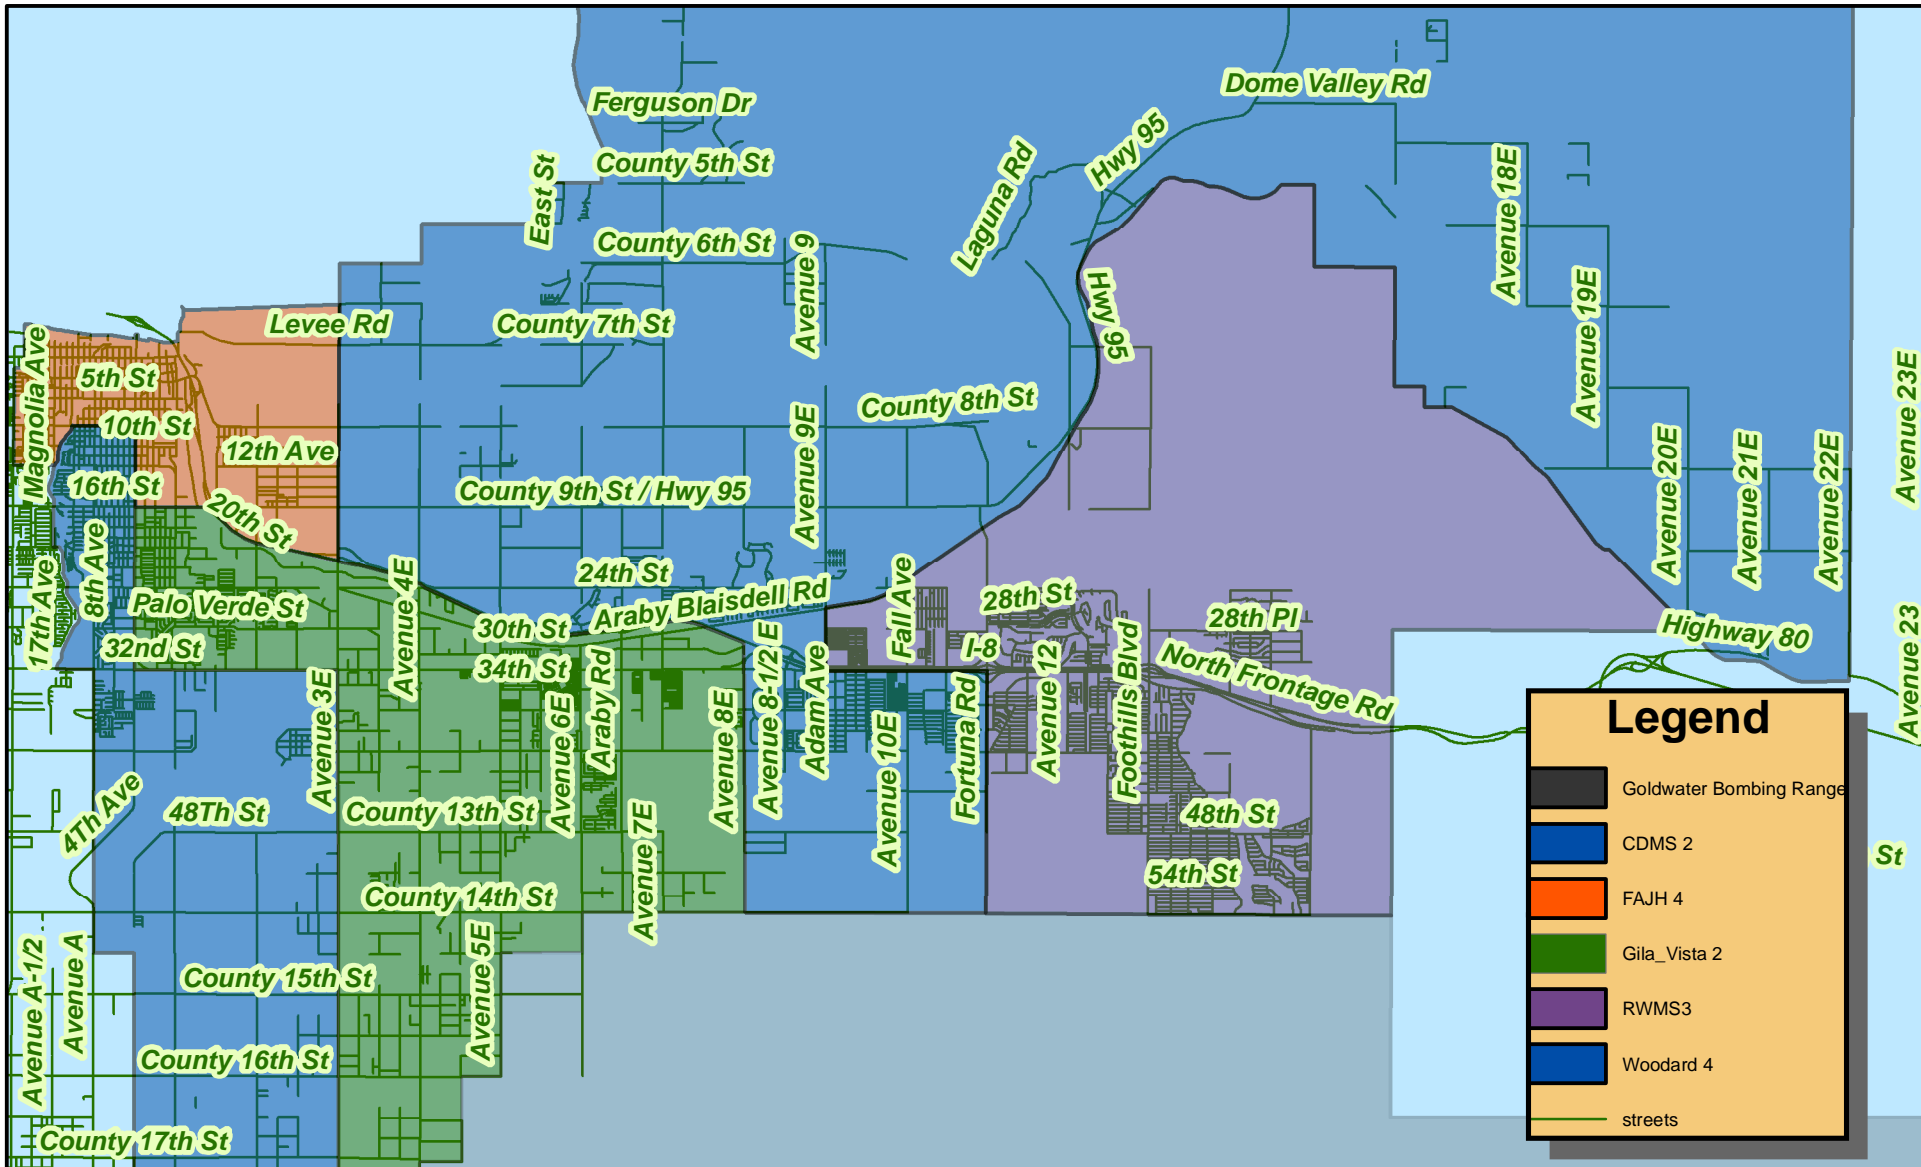 Ferguson Dr
Dome Valley Rd
Hwy 95
County 5th St
East St
Laguna Rd
Avenue 18E
County 6th St
Avenue 9
Avenue 19E
Hwy 95
Levee Rd
County 7th St
Magnolia Ave
5th St
10th St
12th Ave
County 8th St
Avenue 9E
Avenue 20E
Avenue 21E
Avenue 22E
Avenue 23E
16th St
20th St
County 9th St / Hwy 95
17th Ave
8th Ave
Palo Verde St
32nd St
Avenue 4E
24th St
Araby Blaisdell Rd
30th St
34th St
Fall Ave
28th St
28th Pl
I-8
Highway 80
Avenue 23
North Frontage Rd
Avenue 3E
Avenue 6E
Araby Rd
Avenue 8E
Avenue 8-1/2 E
Adam Ave
Avenue 10E
Fortuna Rd
Avenue 12
Foothills Blvd
4Th Ave
48Th St
County 13th St
Avenue 7E
48th St
54th St
County 14th St
Avenue A-1/2
Avenue A
County 15th St
Avenue 5E
County 16th St
County 17th St
St
Legend
Goldwater Bombing Range
CDMS 2
FAJH 4
Gila_Vista 2
RWMS3
Woodard 4
streets